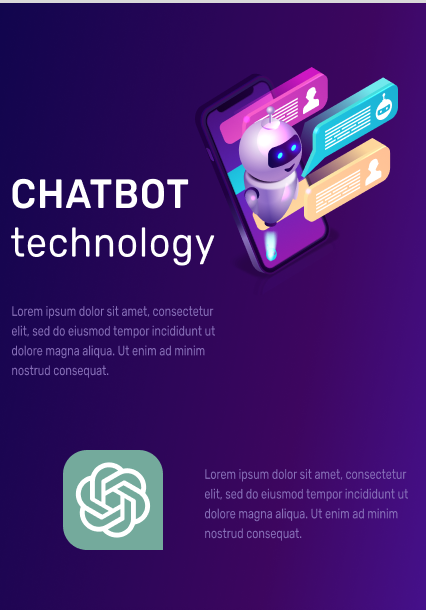 CHATBOT
technology
Lorem ipsum dolor sit amet, consectetur
elit, sed do eiusmod tempor incididunt ut
dolore magna aliqua. Ut enim ad minim
nostrud consequat.
Lorem ipsum dolor sit amet, consectetur
elit, sed do eiusmod tempor incididunt ut
dolore magna aliqua. Ut enim ad minim
nostrud consequat.